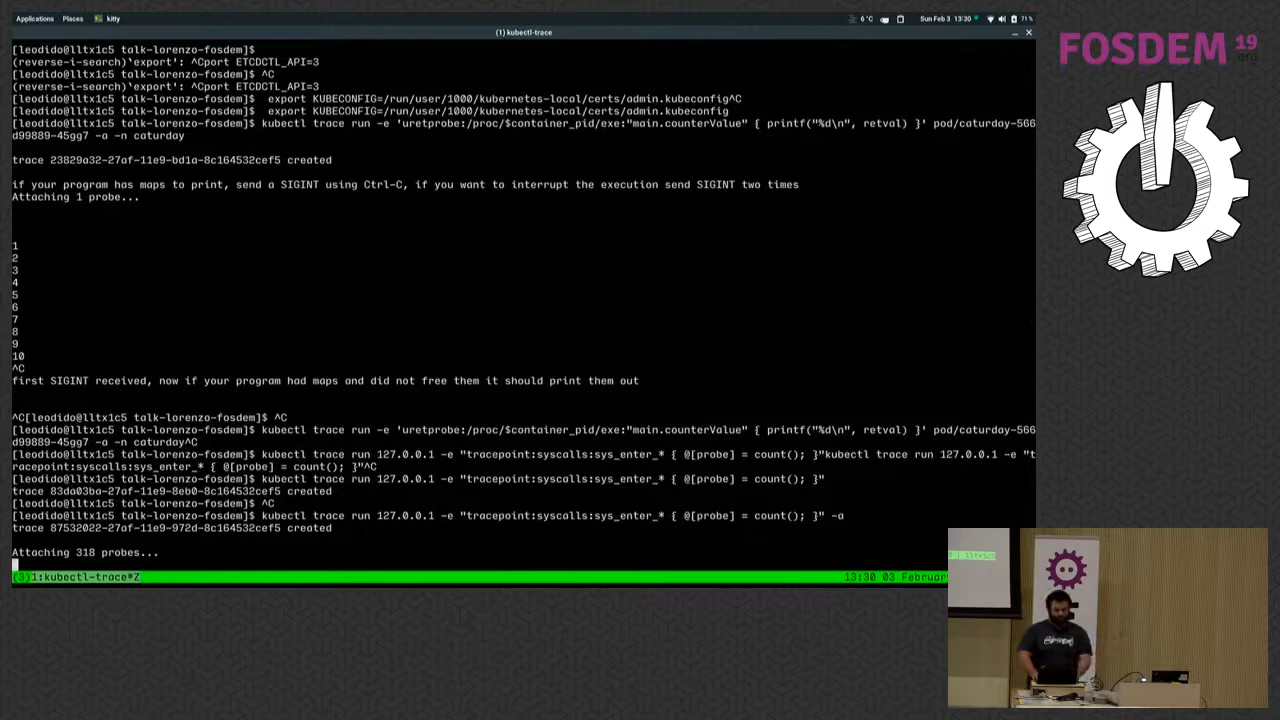 Applications Places kitty
6 °C Sun Feb 3 13:30 71 %
(1) kubectl-trace
[leodido@lltx1c5 talk-lorenzo-fosdem]$
(reverse-i-search)`export': ^Cport ETCDCTL_API=3
[leodido@lltx1c5 talk-lorenzo-fosdem]$ ^C
(reverse-i-search)`export': ^Cport ETCDCTL_API=3
[leodido@lltx1c5 talk-lorenzo-fosdem]$  export KUBECONFIG=/run/user/1000/kubernetes-local/certs/admin.kubeconfig^C
[leodido@lltx1c5 talk-lorenzo-fosdem]$  export KUBECONFIG=/run/user/1000/kubernetes-local/certs/admin.kubeconfig
[leodido@lltx1c5 talk-lorenzo-fosdem]$ kubectl trace run -e 'uretprobe:/proc/$container_pid/exe:"main.counterValue" { printf("%d\n", retval) }' pod/caturday-566
d99889-45gg7 -a -n caturday
trace 23829a32-27af-11e9-bd1a-8c164532cef5 created
if your program has maps to print, send a SIGINT using Ctrl-C, if you want to interrupt the execution send SIGINT two times
Attaching 1 probe...
1
2
3
4
5
6
7
8
9
10
^C
first SIGINT received, now if your program had maps and did not free them it should print them out
^C[leodido@lltx1c5 talk-lorenzo-fosdem]$ ^C
[leodido@lltx1c5 talk-lorenzo-fosdem]$ kubectl trace run -e 'uretprobe:/proc/$container_pid/exe:"main.counterValue" { printf("%d\n", retval) }' pod/caturday-566
d99889-45gg7 -a -n caturday^C
[leodido@lltx1c5 talk-lorenzo-fosdem]$ kubectl trace run 127.0.0.1 -e "tracepoint:syscalls:sys_enter_* { @[probe] = count(); }"kubectl trace run 127.0.0.1 -e "t
racepoint:syscalls:sys_enter_* { @[probe] = count(); }"^C
[leodido@lltx1c5 talk-lorenzo-fosdem]$ kubectl trace run 127.0.0.1 -e "tracepoint:syscalls:sys_enter_* { @[probe] = count(); }"
trace 83da03ba-27af-11e9-8eb0-8c164532cef5 created
[leodido@lltx1c5 talk-lorenzo-fosdem]$ ^C
[leodido@lltx1c5 talk-lorenzo-fosdem]$ kubectl trace run 127.0.0.1 -e "tracepoint:syscalls:sys_enter_* { @[probe] = count(); }" -a
trace 87532022-27af-11e9-972d-8c164532cef5 created
Attaching 318 probes...
(3)1:kubectl-trace*Z 13:30 03 February
FOSDEM 19
.org